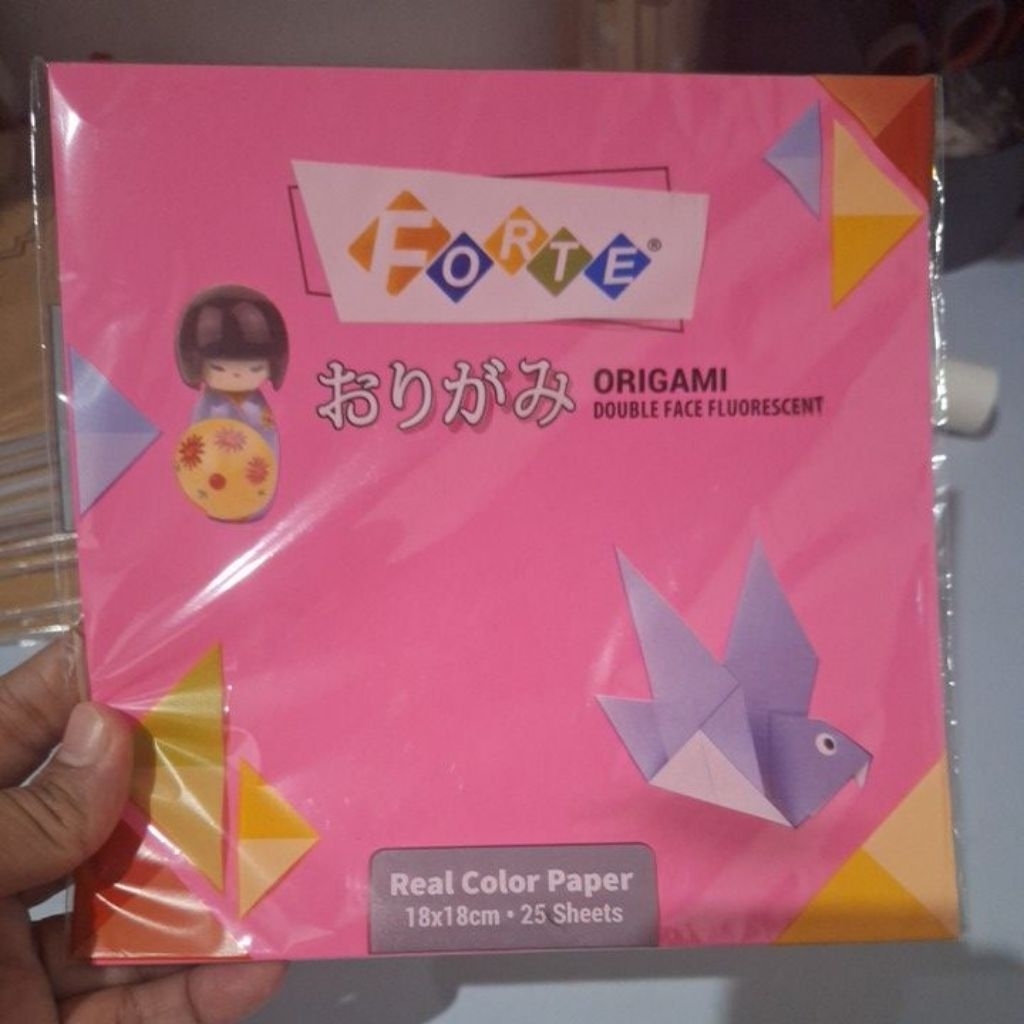 FORTE®
おりがみ
ORIGAMI
DOUBLE FACE FLUORESCENT
Real Color Paper
18x18cm • 25 Sheets